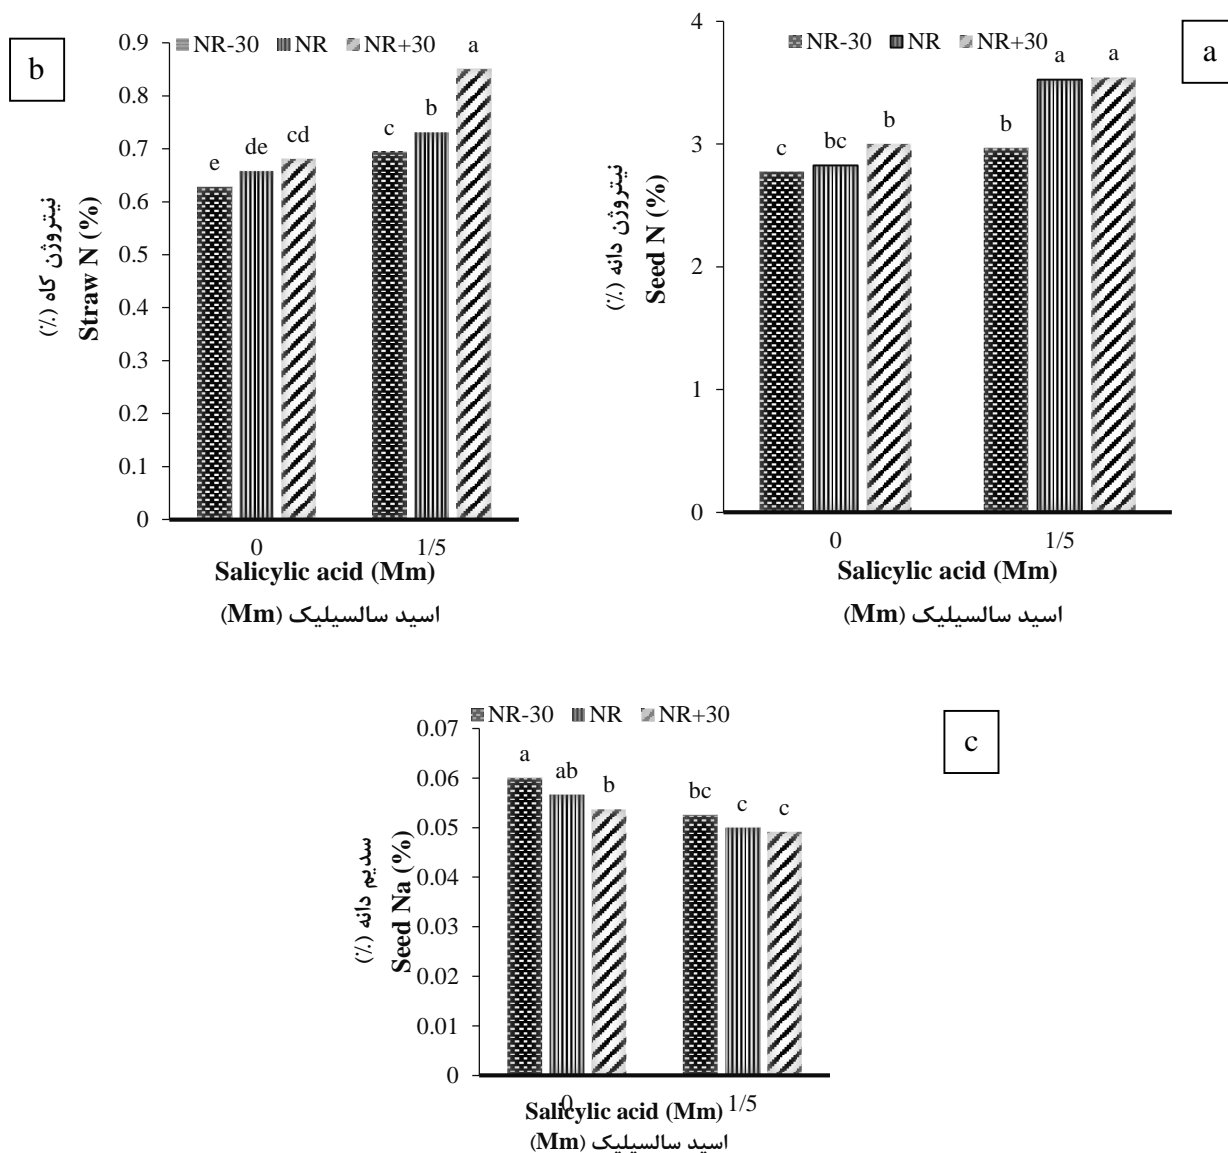 b
NR-30 NR NR+30
0.9
0.8
0.7
0.6
0.5
0.4
0.3
0.2
0.1
0
e de cd c b a
نیتروژن کاه (٪)
Straw N (%)
0 1/5
Salicylic acid (Mm)
اسید سالسیلیک (Mm)
a
NR-30 NR NR+30
4
3
2
1
0
c bc b b a a
نیتروژن دانه (٪)
Seed N (%)
0 1/5
Salicylic acid (Mm)
اسید سالسیلیک (Mm)
c
NR-30 NR NR+30
0.07
0.06
0.05
0.04
0.03
0.02
0.01
0
a ab b bc c c
سدیم دانه (٪)
Seed Na (%)
0 1/5
Salicylic acid (Mm)
اسید سالسیلیک (Mm)